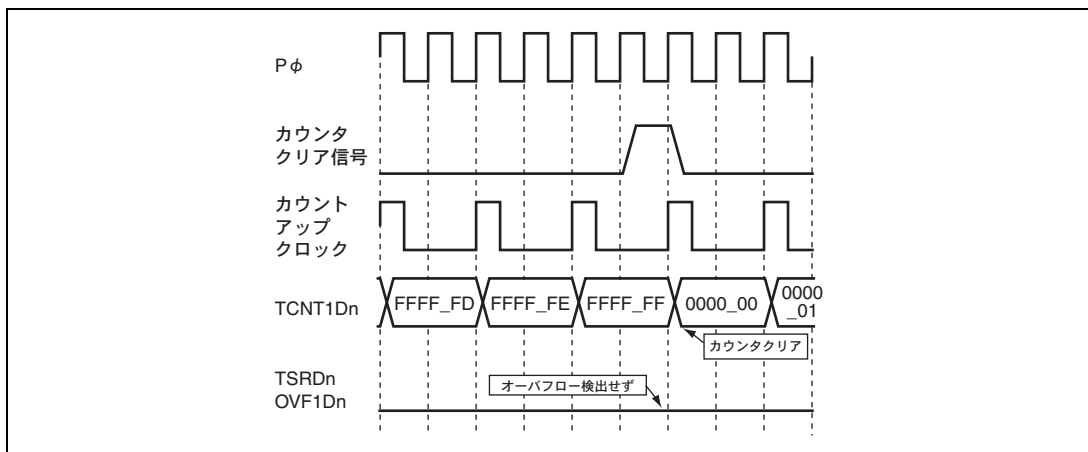 Pφ
カウンタ
クリア信号
カウント
アップ
クロック
TCNT1Dn
FFFF_FD
FFFF_FE
FFFF_FF
0000_00
0000
_01
カウンタクリア
TSRDn
OVF1Dn
オーバフロー検出せず